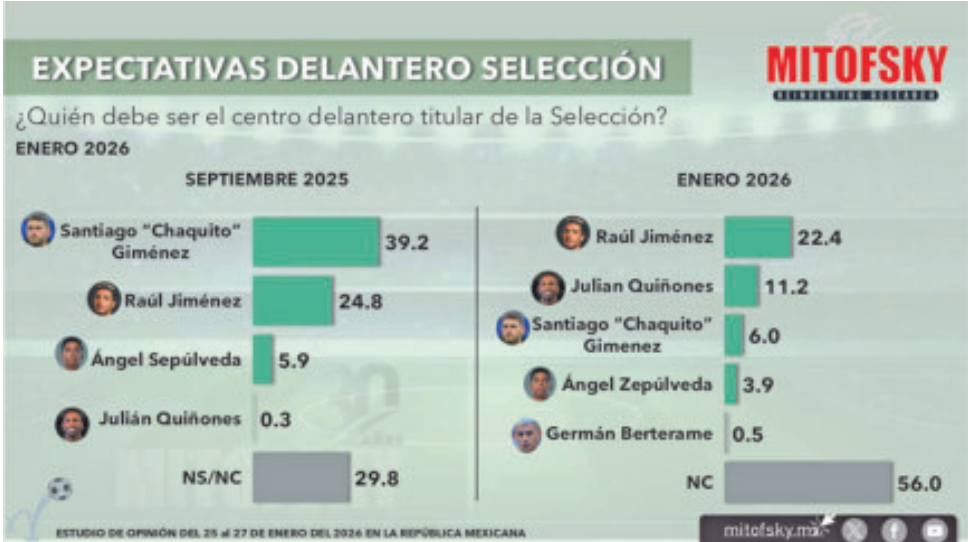 EXPECTATIVAS DELANTERO SELECCIÓN
MITOFSKY
REINVENTING RESEARCH
¿Quién debe ser el centro delantero titular de la Selección?
ENERO 2026
SEPTIEMBRE 2025
Santiago "Chaquito"
Giménez
39.2
Raúl Jiménez
24.8
Ángel Sepúlveda
5.9
Julián Quiñones
0.3
NS/NC
29.8
ENERO 2026
Raúl Jiménez
22.4
Julian Quiñones
11.2
Santiago "Chaquito"
Gimenez
6.0
Ángel Zepúlveda
3.9
Germán Berterame
0.5
NC
56.0
ESTUDIO DE OPINIÓN DEL 25 al 27 DE ENERO DEL 2026 EN LA REPÚBLICA MEXICANA
mitofsky.mx